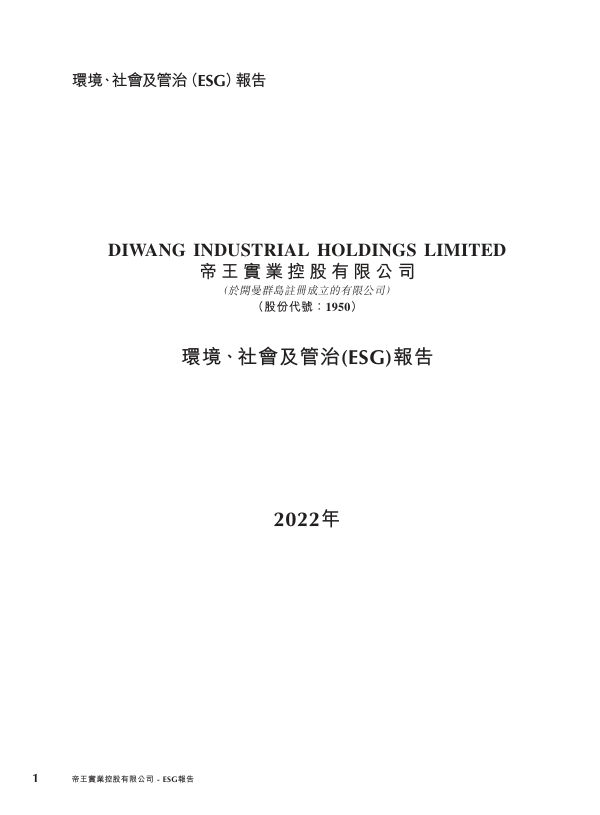 環境、社會及管治（ESG）報告
DIWANG INDUSTRIAL HOLDINGS LIMITED
帝王實業控股有限公司
（於開曼群島註冊成立的有限公司）
（股份代號：1950）
環境、社會及管治(ESG)報告
2022年
1 帝王實業控股有限公司 - ESG報告